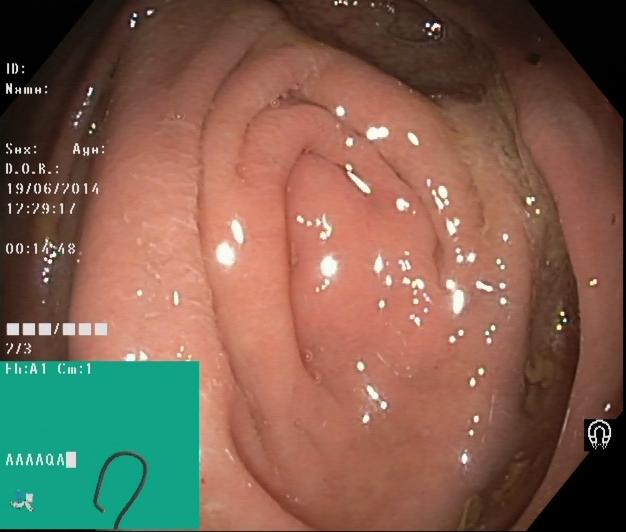 ID:
Name:
Sex: Age:
D.O.B.:
19/06/2014
12:29:17
00:14:48
■■■/■■■
2/3
Eh:A1 Cm:1
AAAAQA